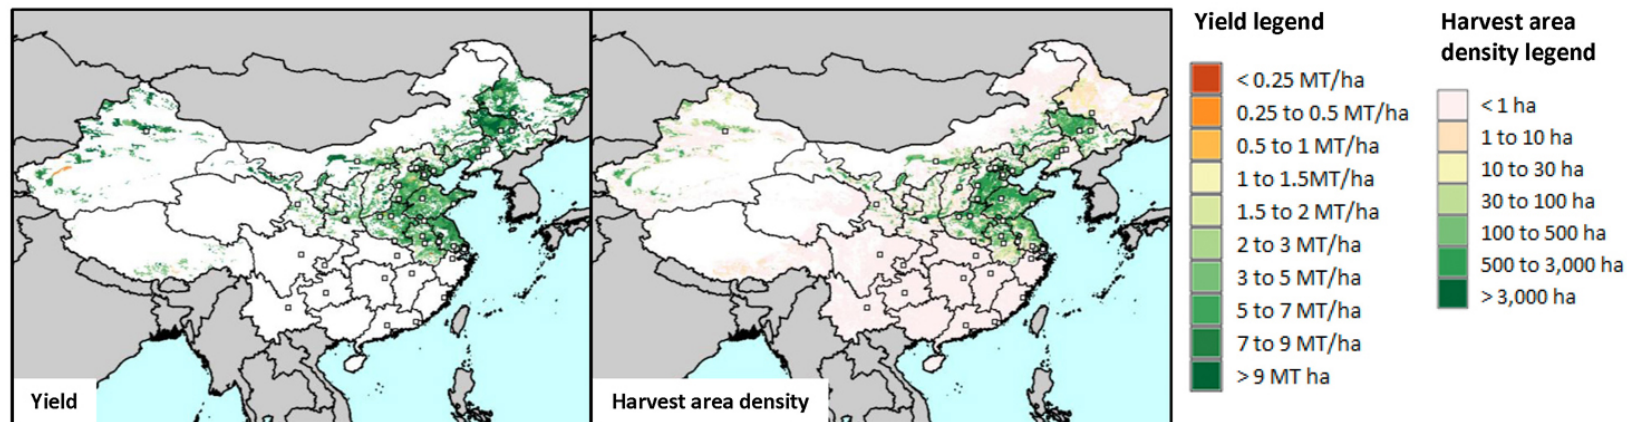 Yield
Harvest area density
Yield legend
< 0.25 MT/ha
0.25 to 0.5 MT/ha
0.5 to 1 MT/ha
1 to 1.5MT/ha
1.5 to 2 MT/ha
2 to 3 MT/ha
3 to 5 MT/ha
5 to 7 MT/ha
7 to 9 MT/ha
> 9 MT ha
Harvest area
density legend
< 1 ha
1 to 10 ha
10 to 30 ha
30 to 100 ha
100 to 500 ha
500 to 3,000 ha
> 3,000 ha